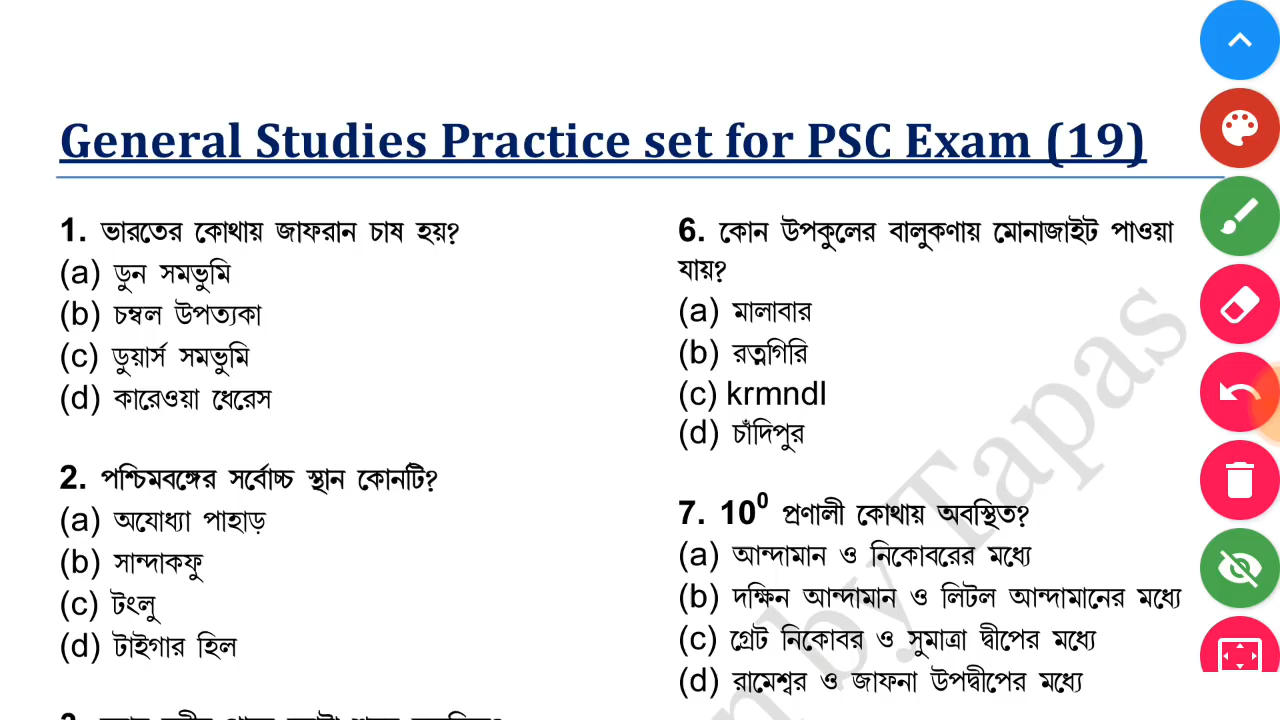 General Studies Practice set for PSC Exam (19)
1. ভারতের কোথায় জাফরান চাষ হয়?
(a) ডুন সমভুমি
(b) চম্বল উপত্যকা
(c) ডুয়ার্স সমভুমি
(d) কারেওয়া ধেরেস
2. পশ্চিমবঙ্গের সর্বোচ্চ স্থান কোনটি?
(a) অযোধ্যা পাহাড়
(b) সান্দাকফু
(c) টংলু
(d) টাইগার হিল
6. কোন উপকুলের বালুকণায় মোনাজাইট পাওয়া
যায়?
(a) মালাবার
(b) রত্নগিরি
(c) krmndl
(d) চাঁদিপুর
7. 10⁰ প্রণালী কোথায় অবস্থিত?
(a) আন্দামান ও নিকোবরের মধ্যে
(b) দক্ষিন আন্দামান ও লিটল আন্দামানের মধ্যে
(c) গ্রেট নিকোবর ও সুমাত্রা দ্বীপের মধ্যে
(d) রামেশ্বর ও জাফনা উপদ্বীপের মধ্যে
by Tapas